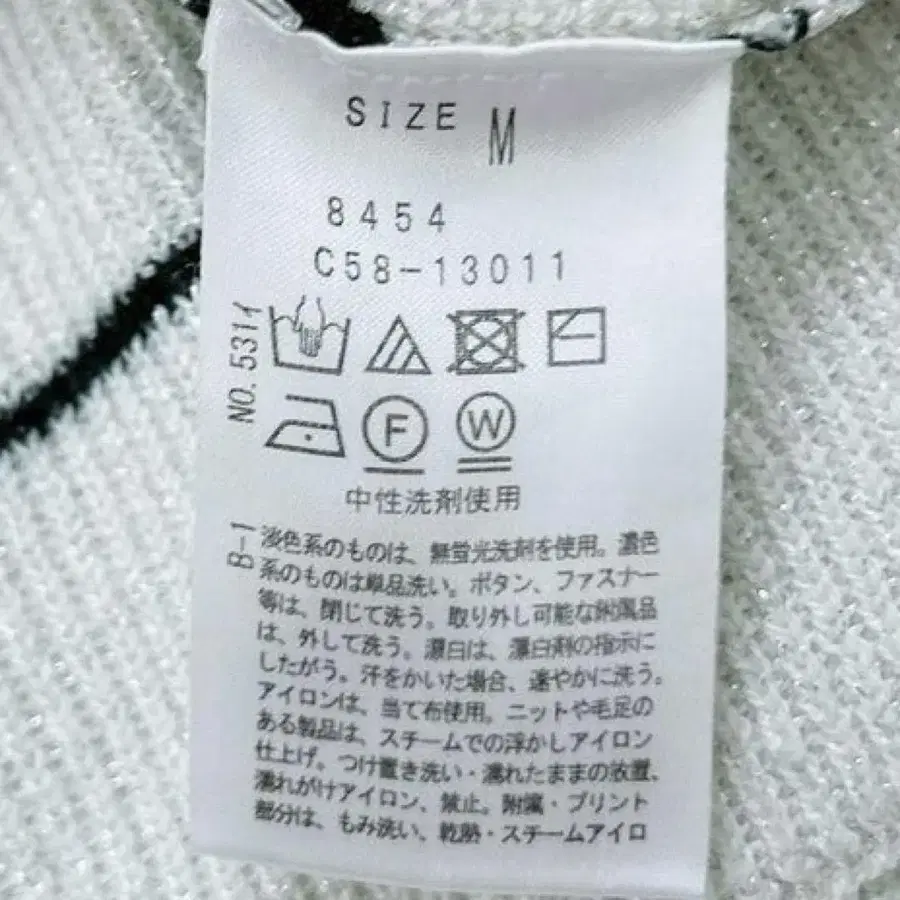 SIZE M
8454
C58-13011
NO. 5311
F W
中性洗剤使用
B-1
淡色系のものは、無蛍光洗剤を使用。濃色
系のものは単品洗い。ボタン、ファスナー
等は、閉じて洗う。取り外し可能な附属品
は、外して洗う。漂白は、漂白剤の指示に
したがう。汗をかいた場合、速やかに洗う。
アイロンは、当て布使用。ニットや毛足の
ある製品は、スチームでの浮かしアイロン
仕上げ。つけ置き洗い・濡れたままの放置、
濡れがけアイロン、禁止。附属・プリント
部分は、もみ洗い、乾熱・スチームアイロ